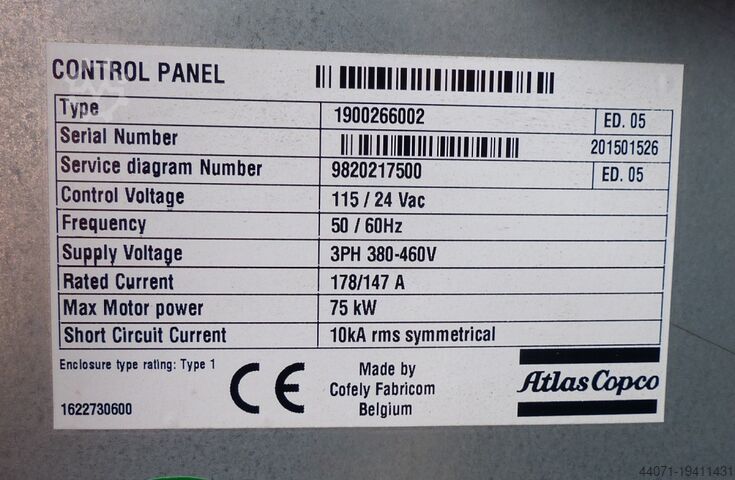 CONTROL PANEL
Type 1900266002 ED. 05
Serial Number 201501526
Service diagram Number 9820217500 ED. 05
Control Voltage 115 / 24 Vac
Frequency 50 / 60Hz
Supply Voltage 3PH 380-460V
Rated Current 178/147 A
Max Motor power 75 kW
Short Circuit Current 10kA rms symmetrical
Enclosure type rating: Type 1
1622730600
CE
Made by
Cofely Fabricom
Belgium
Atlas Copco
44071-19411431